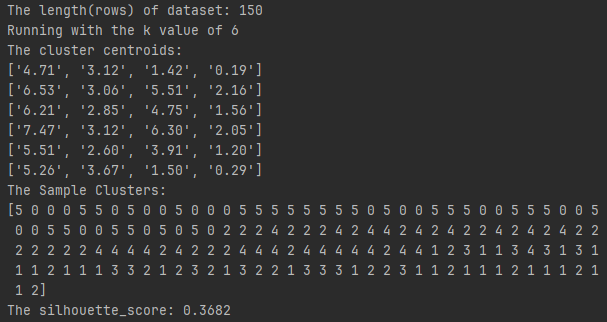 The length(rows) of dataset: 150
Running with the k value of 6
The cluster centroids:
['4.71', '3.12', '1.42', '0.19']
['6.53', '3.06', '5.51', '2.16']
['6.21', '2.85', '4.75', '1.56']
['7.47', '3.12', '6.30', '2.05']
['5.51', '2.60', '3.91', '1.20']
['5.26', '3.67', '1.50', '0.29']
The Sample Clusters:
[5 0 0 0 5 5 0 5 0 0 5 0 0 0 5 5 5 5 5 5 5 5 0 5 0 0 5 5 5 0 0 5 5 5 0 0 5
 0 0 5 5 0 0 5 5 0 5 0 5 0 2 2 2 4 2 2 2 4 2 4 4 2 4 2 4 2 2 4 2 4 2 4 2 2
 2 2 2 2 2 4 4 4 4 2 4 2 2 2 4 4 4 2 4 4 4 4 4 2 4 4 1 2 3 1 1 3 4 3 1 3 1
 1 1 2 1 1 1 3 3 2 1 2 3 2 1 3 2 2 1 3 3 3 1 2 2 3 1 1 2 1 1 1 2 1 1 1 2 1
 1 2]
The silhouette_score: 0.3682